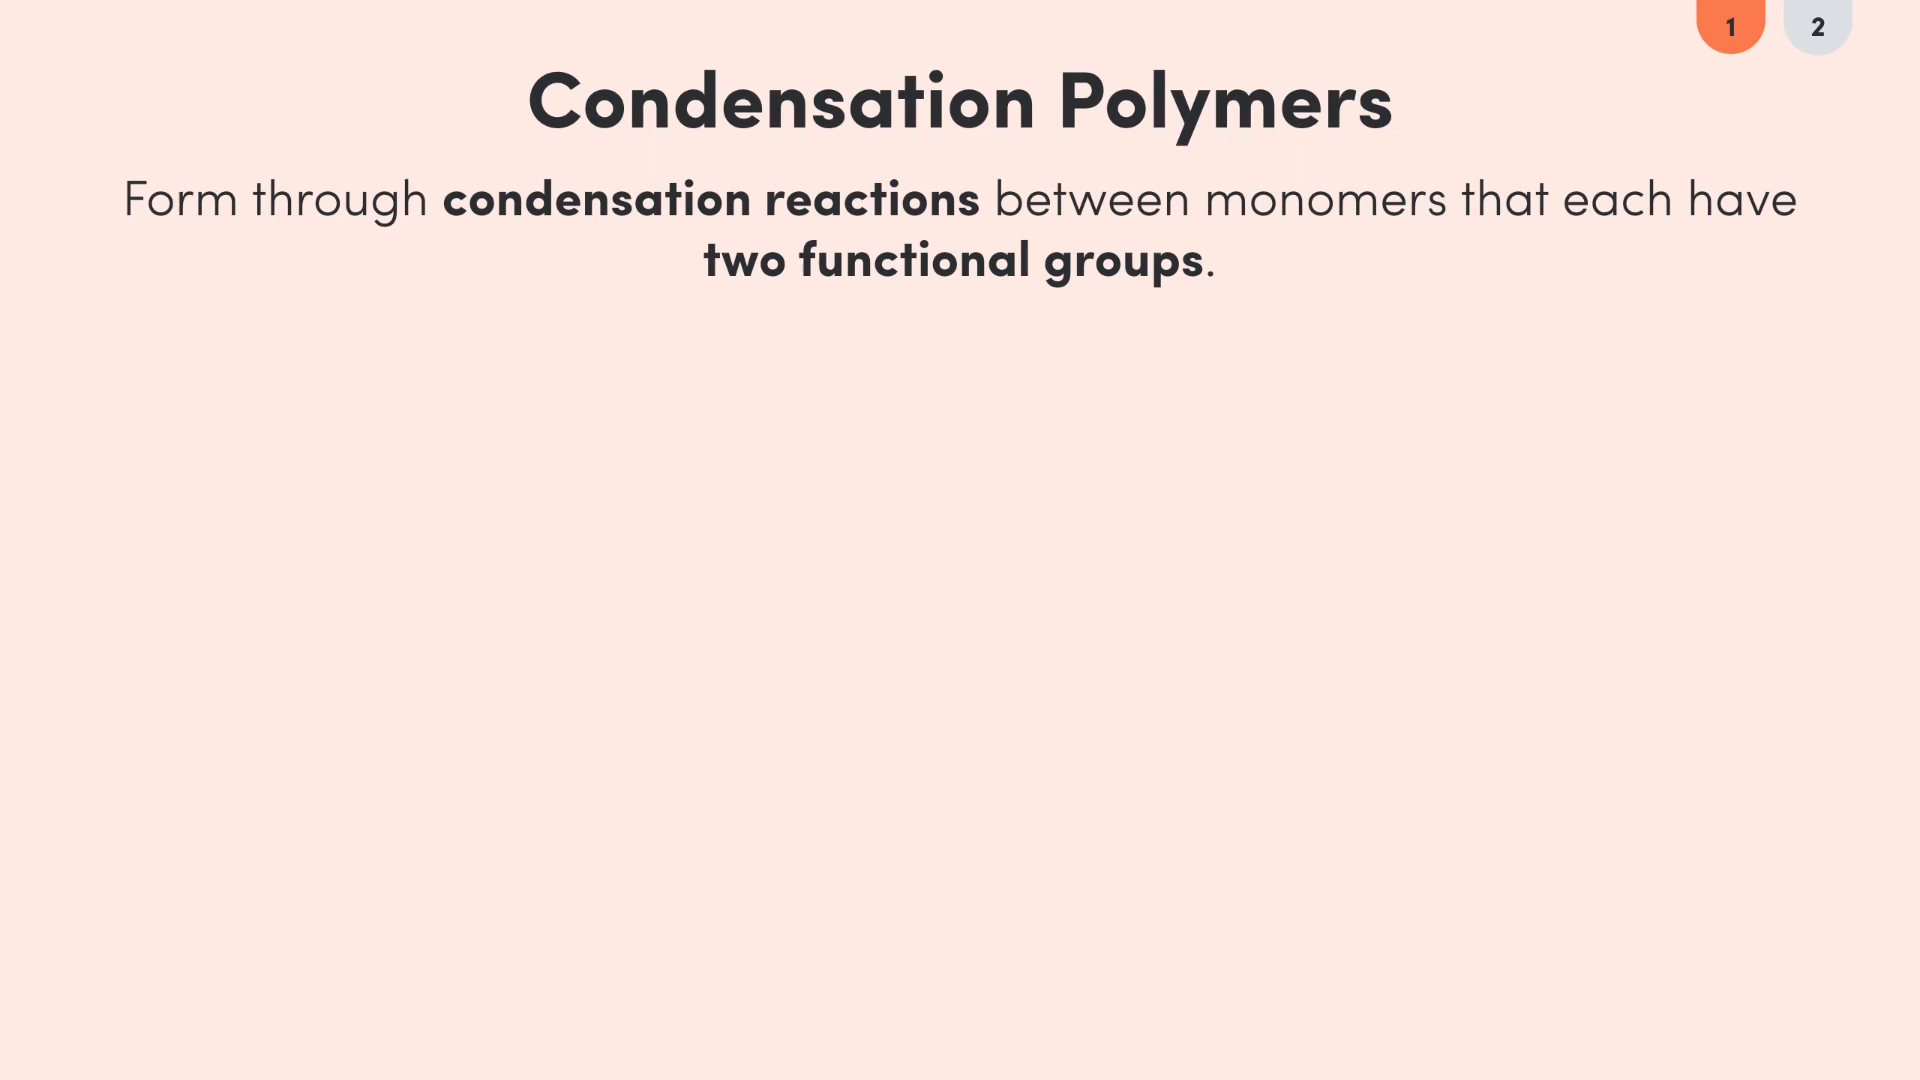 1 2
Condensation Polymers
Form through condensation reactions between monomers that each have
two functional groups.